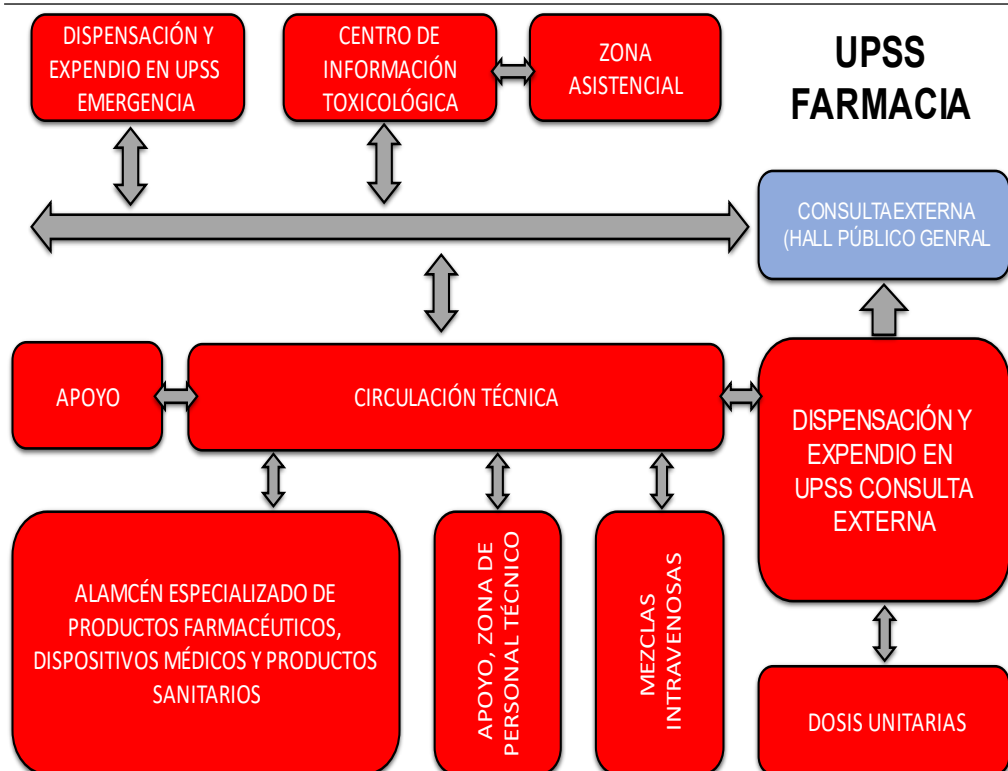 DISPENSACIÓN Y
EXPENDIO EN UPSS
EMERGENCIA
CENTRO DE
INFORMACIÓN
TOXICOLÓGICA
ZONA
ASISTENCIAL
UPSS
FARMACIA
CONSULTAEXTERNA
(HALL PÚBLICO GENRAL
APOYO
CIRCULACIÓN TÉCNICA
DISPENSACIÓN Y
EXPENDIO EN
UPSS CONSULTA
EXTERNA
ALAMCÉN ESPECIALIZADO DE
PRODUCTOS FARMACÉUTICOS,
DISPOSITIVOS MÉDICOS Y PRODUCTOS
SANITARIOS
APOYO, ZONA DE
PERSONAL TÉCNICO
MEZCLAS
INTRAVENOSAS
DOSIS UNITARIAS